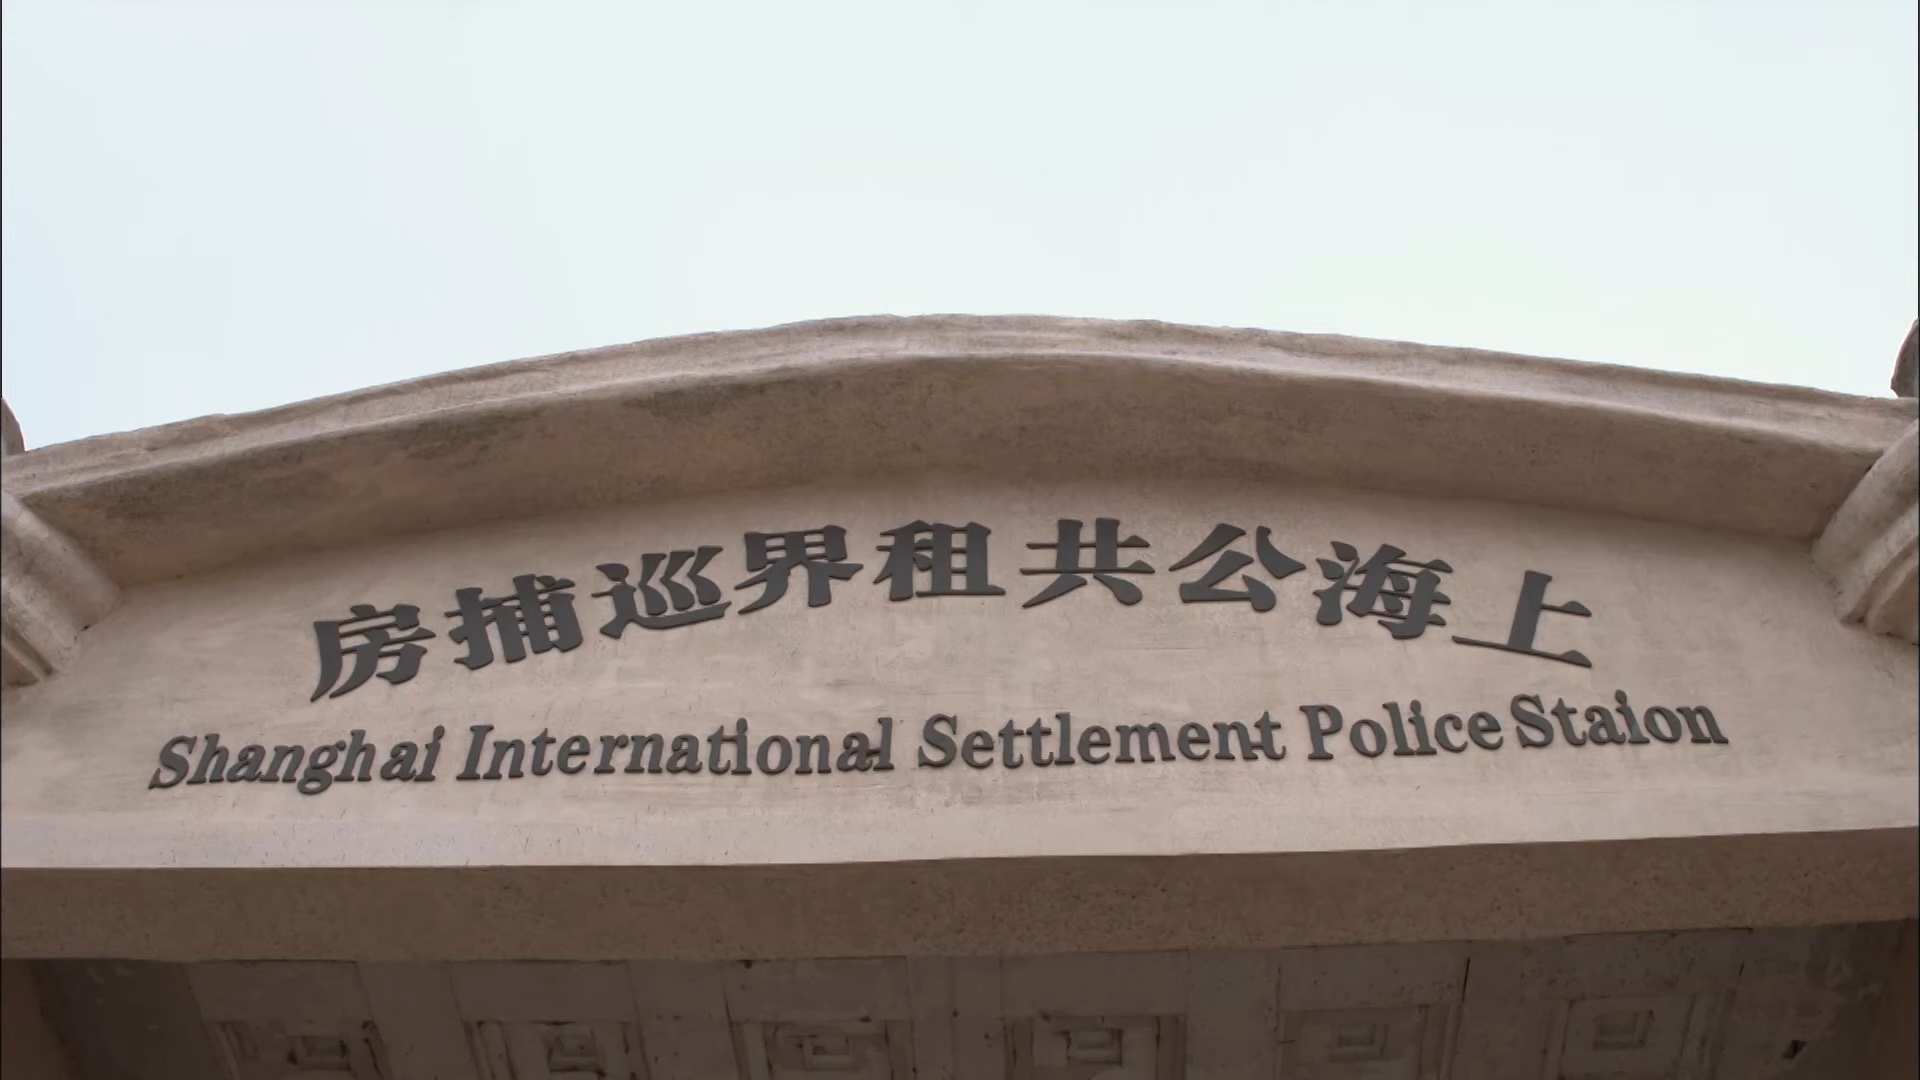 上海公共租界巡捕房
Shanghai International Settlement Police Staion